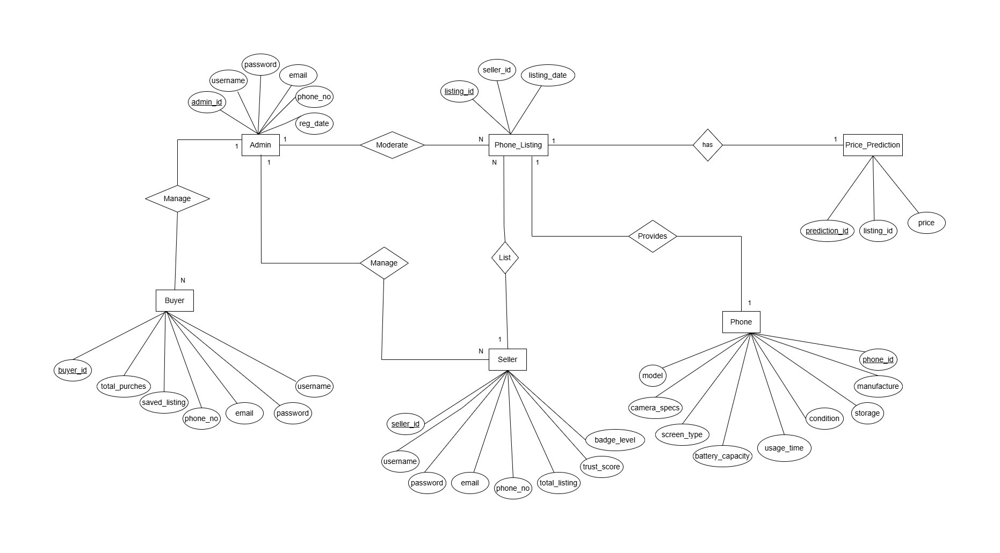 password
username
email
admin_id
phone_no
reg_date
seller_id
listing_date
listing_id
1
Admin
1
Moderate
N
Phone_Listing
1
has
1
Price_Prediction
1
N
1
Manage
prediction_id
listing_id
price
Manage
List
Provides
N
Buyer
1
Phone
1
N
Seller
buyer_id
total_purches
saved_listing
phone_no
email
password
username
seller_id
username
password
email
phone_no
total_listing
trust_score
badge_level
model
camera_specs
screen_type
battery_capacity
usage_time
condition
storage
manufacture
phone_id